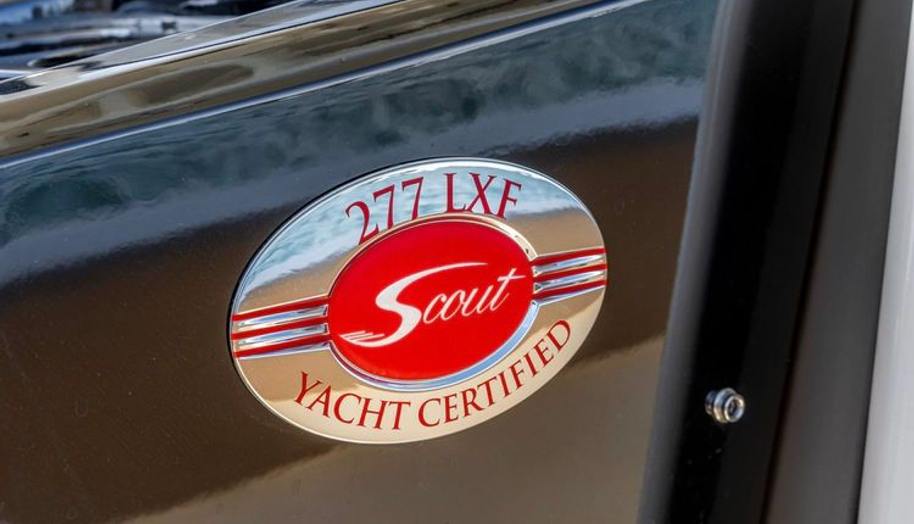 277 LXF
Scout
YACHT CERTIFIED